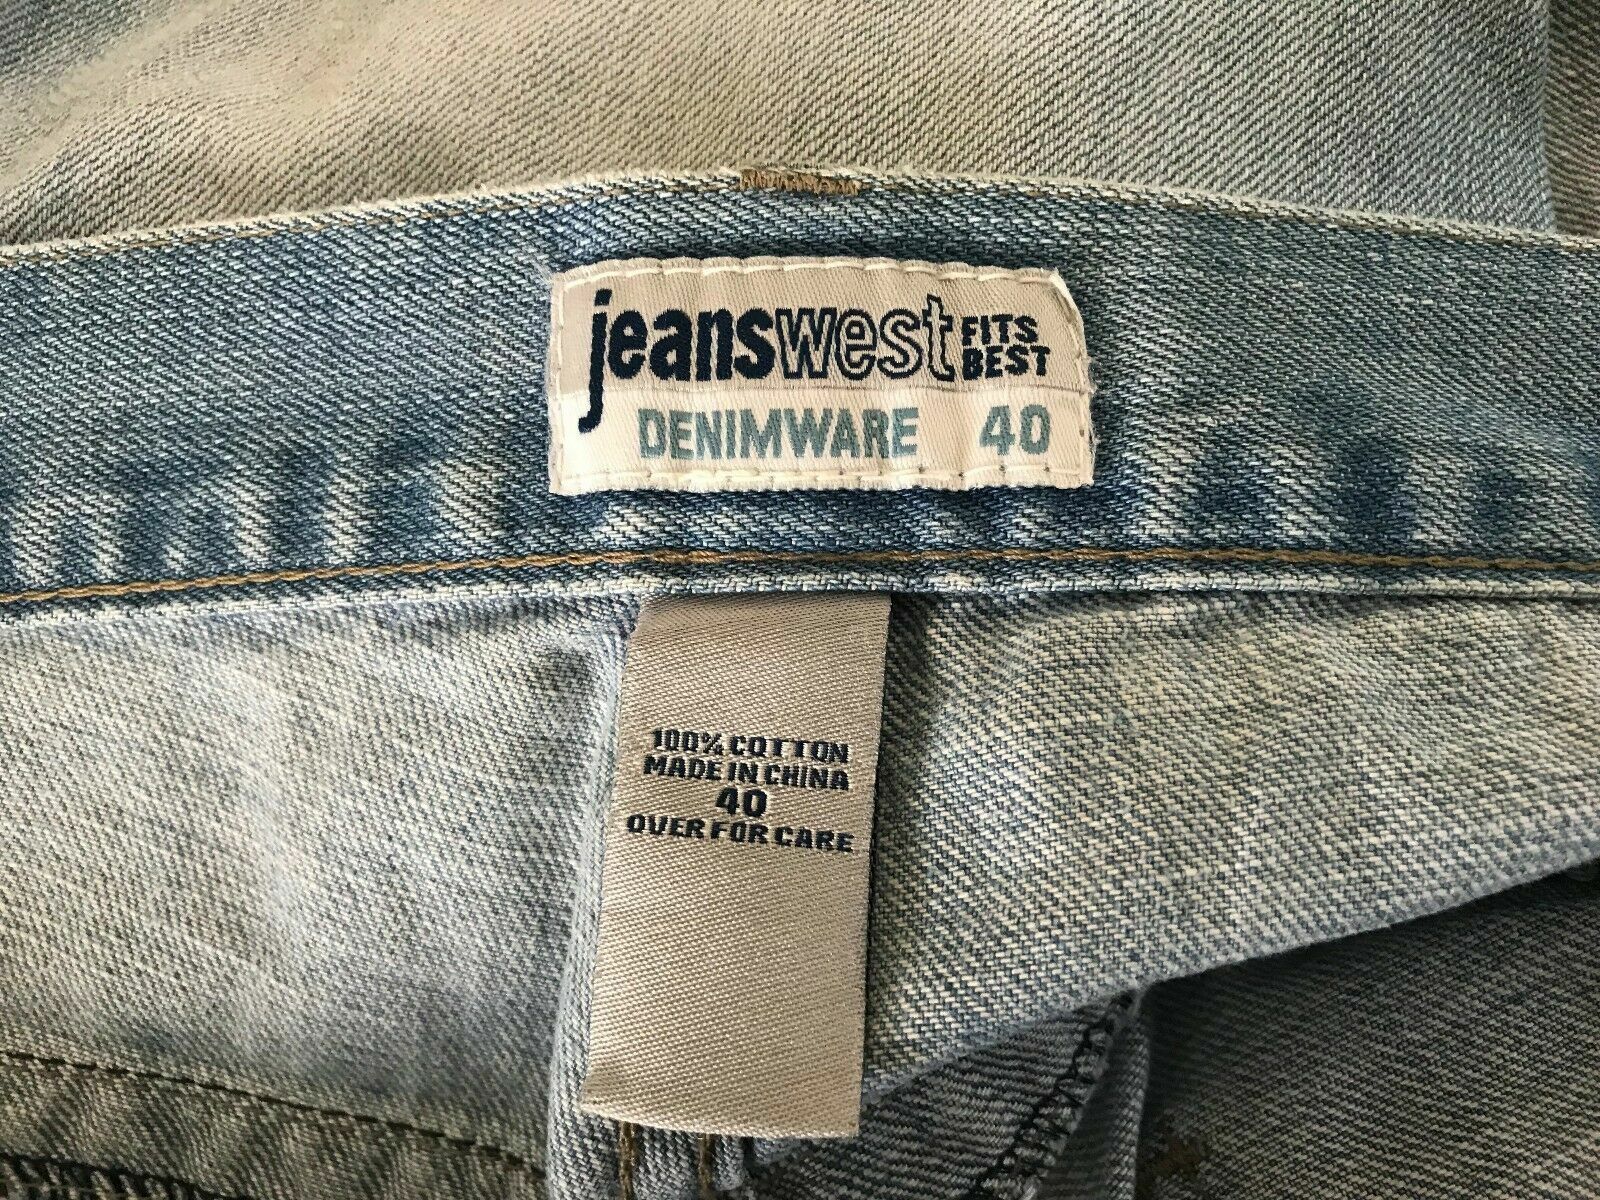 jeanswest FITS BEST
DENIMWARE 40
100% COTTON
MADE IN CHINA
40
OVER FOR CARE